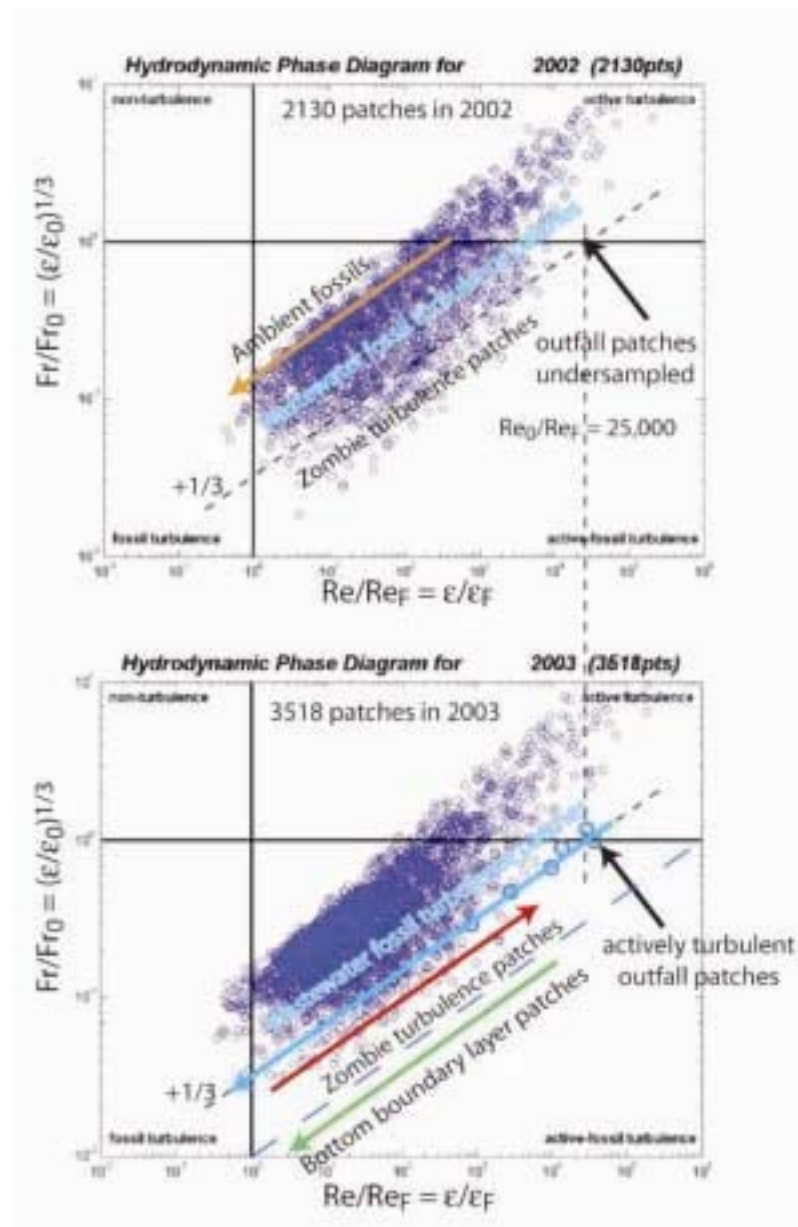 Hydrodynamic Phase Diagram for 2002 (2130pts)
non-turbulence
2130 patches in 2002
active turbulence
Fr/Fr₀ = (ε/ε₀)1/3
Ambient fossils
fossil turbulence
Zombie turbulence patches
outfall patches
undersampled
Re₀/ReF = 25,000
+1/3
fossil turbulence
active-fossil turbulence
Re/ReF = ε/εF
Hydrodynamic Phase Diagram for 2003 (3518pts)
non-turbulence
3518 patches in 2003
active turbulence
Fr/Fr₀ = (ε/ε₀)1/3
fossil
Zombie turbulence patches
actively turbulent
outfall patches
Bottom boundary layer patches
+1/3
fossil turbulence
active-fossil turbulence
Re/ReF = ε/εF